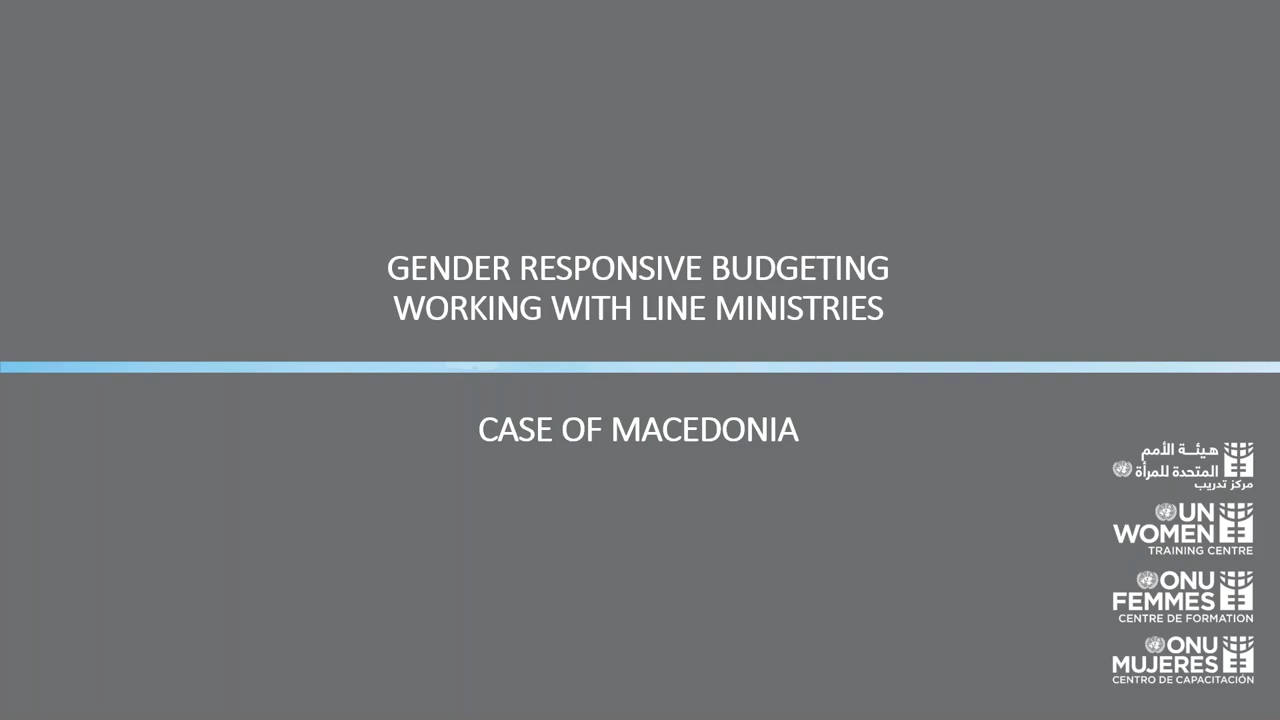 GENDER RESPONSIVE BUDGETING
WORKING WITH LINE MINISTRIES
CASE OF MACEDONIA
هيئـة الأمم
المتحدة للمرأة
مركز تدريب
UN
WOMEN
TRAINING CENTRE
ONU
FEMMES
CENTRE DE FORMATION
ONU
MUJERES
CENTRO DE CAPACITACIÓN